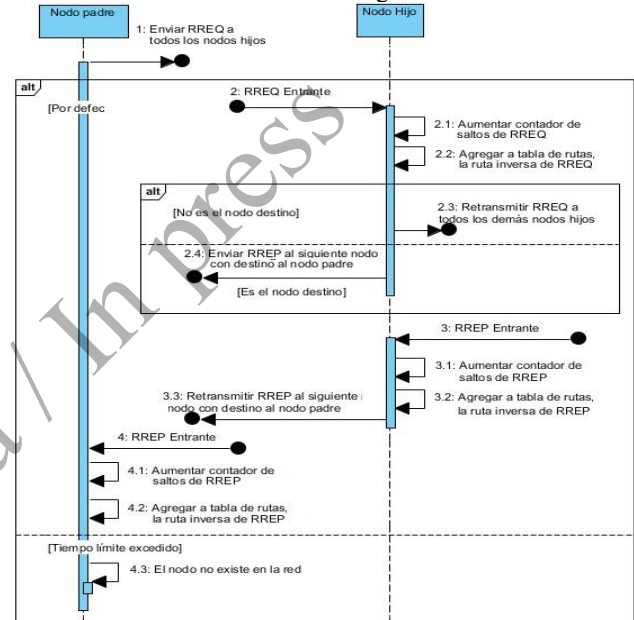 Nodo padre
Nodo Hijo
1: Enviar RREQ a
todos los nodos hijos
alt
2: RREQ Entrante
[Por defec
2.1: Aumentar contador de
saltos de RREQ
2.2: Agregar a tabla de rutas,
la ruta inversa de RREQ
alt
[No es el nodo destino]
2.3: Retransmitir RREQ a
todos los demás nodos hijos
2.4: Enviar RREP al siguiente nodo
con destino al nodo padre
[Es el nodo destino]
3: RREP Entrante
3.1: Aumentar contador de
saltos de RREP
3.2: Agregar a tabla de rutas,
la ruta inversa de RREP
3.3: Retransmitir RREP al siguiente
nodo con destino al nodo padre
4: RREP Entrante
4.1: Aumentar contador de
saltos de RREP
4.2: Agregar a tabla de rutas,
la ruta inversa de RREP
[Tiempo límite excedido]
4.3: El nodo no existe en la red
a / In press